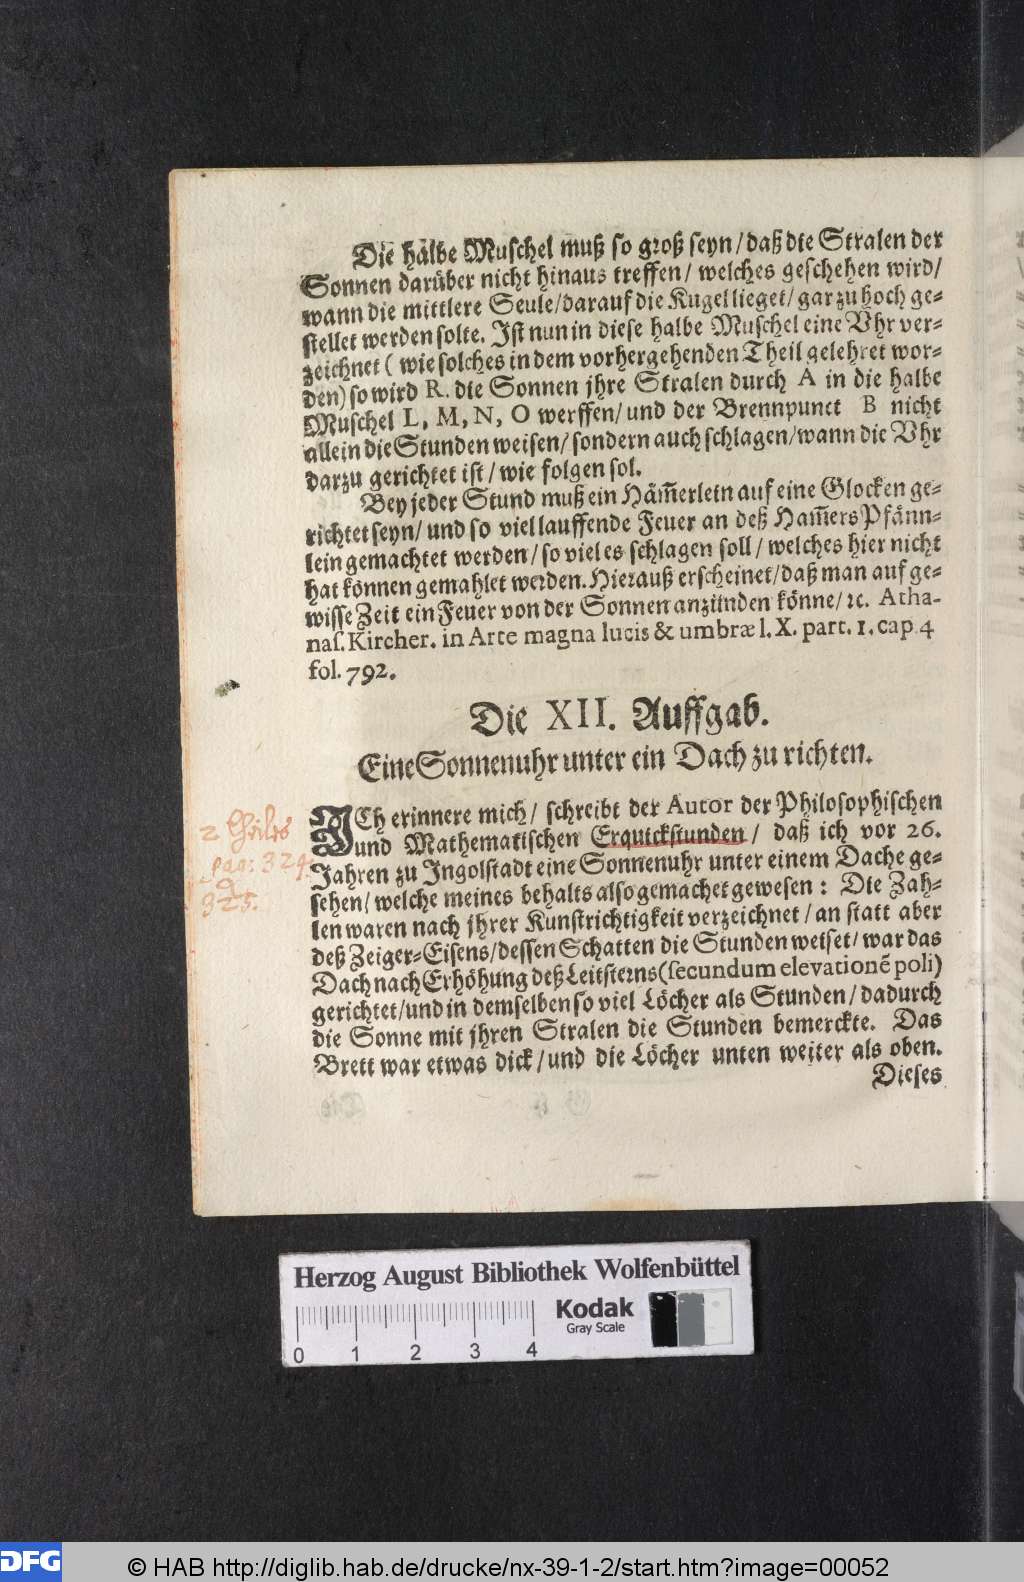 Die halbe Muschel muß so groß seyn / daß die Stralen der
Sonnen darüber nicht hinaus treffen / welches geschehen wird /
wann die mittlere Seule / darauf die Kugel lieget / gar zu hoch ge-
stellet werden solte. Ist nun in diese halbe Muschel eine Vhr ver-
zeichnet ( wie solches in dem vorhergehenden Theil gelehret wor-
den) so wird R. die Sonnen jhre Stralen durch A in die halbe
Muschel L, M, N, O werffen / und der Brennpunct B nicht
allein die Stunden weisen / sondern auch schlagen / wann die Vhr
darzu gerichtet ist / wie folgen sol.
Bey jeder Stund muß ein Häm̃erlein auf eine Glocken ge-
richtet seyn / und so viel lauffende Feuer an deß Ham̃ers Pfänn-
lein gemachtet werden / so viel es schlagen soll / welches hier nicht
hat können gemahlet werden. Hierauß erscheinet / daß man auf ge-
wisse Zeit ein Feuer von der Sonnen anzünden könne / ꝛc. Atha-
naſ. Kircher. in Arte magna lucis & umbræ l. X. part. 1. cap 4
fol. 792.
Die XII. Auffgab.
Eine Sonnenuhr unter ein Dach zu richten.
ICh erinnere mich / schreibt der Autor der Philosophischen
und Mathematischen Erquickstunden / daß ich vor 26.
Jahren zu Ingolstadt eine Sonnenuhr unter einem Dache ge-
sehen / welche meines behalts also gemachet gewesen : Die Zah-
len waren nach jhrer Kunstrichtigkeit verzeichnet / an statt aber
deß Zeiger-Eisens / dessen Schatten die Stunden weiset / war das
Dach nach Erhöhung deß Leitsterns (ſecundum elevationē poli)
gerichtet / und in demselben so viel Löcher als Stunden / dadurch
die Sonne mit jhren Stralen die Stunden bemerckte. Das
Brett war etwas dick / und die Löcher unten weiter als oben.
Dieses
2 Theils
pag: 324.
&
325.
Herzog August Bibliothek Wolfenbüttel
0 1 2 3 4
Kodak
Gray Scale
DFG
© HAB http://diglib.hab.de/drucke/nx-39-1-2/start.htm?image=00052